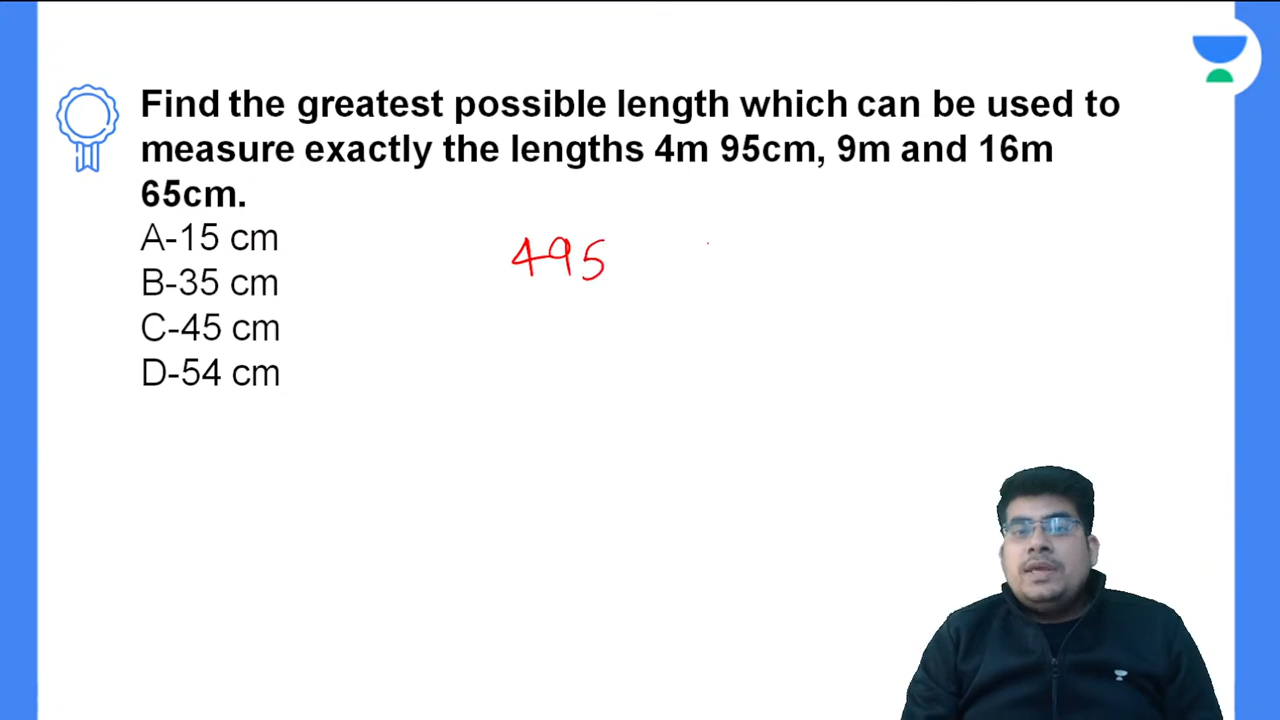 Find the greatest possible length which can be used to
measure exactly the lengths 4m 95cm, 9m and 16m
65cm.
A-15 cm
B-35 cm
C-45 cm
D-54 cm
495